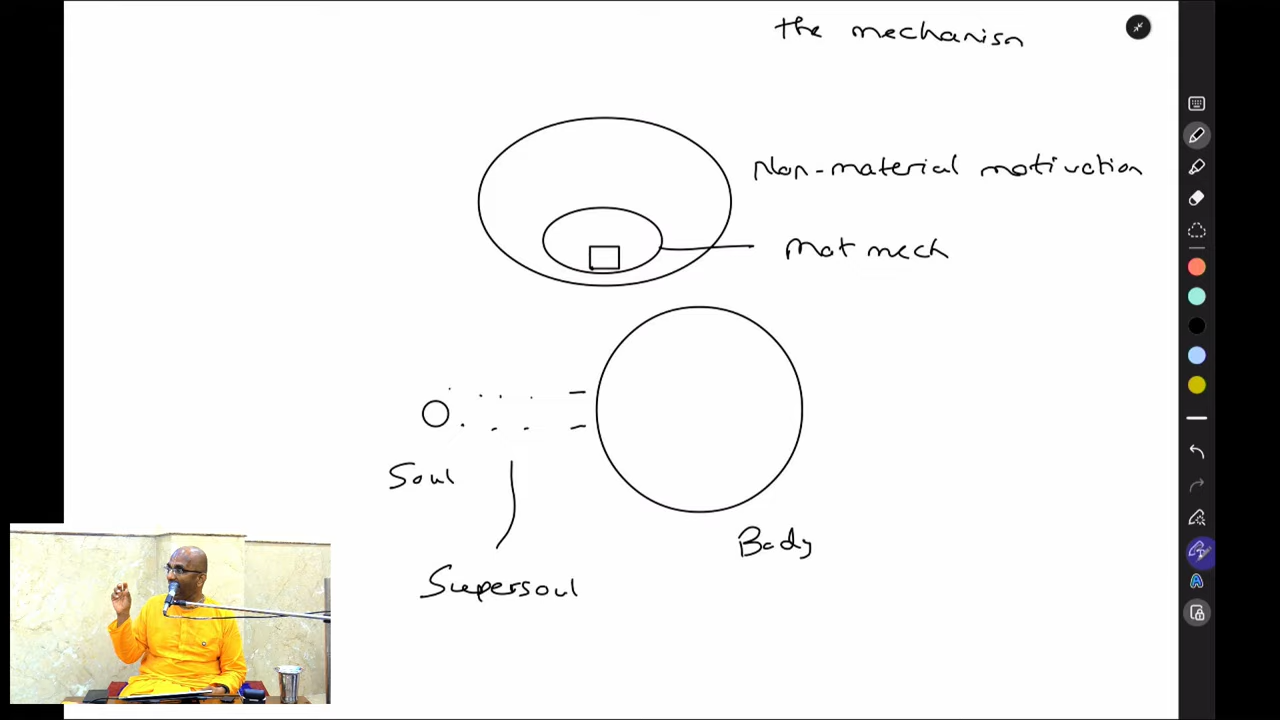 the mechanism
Non-material motivation
Mat mech
Soul
Body
Supersoul